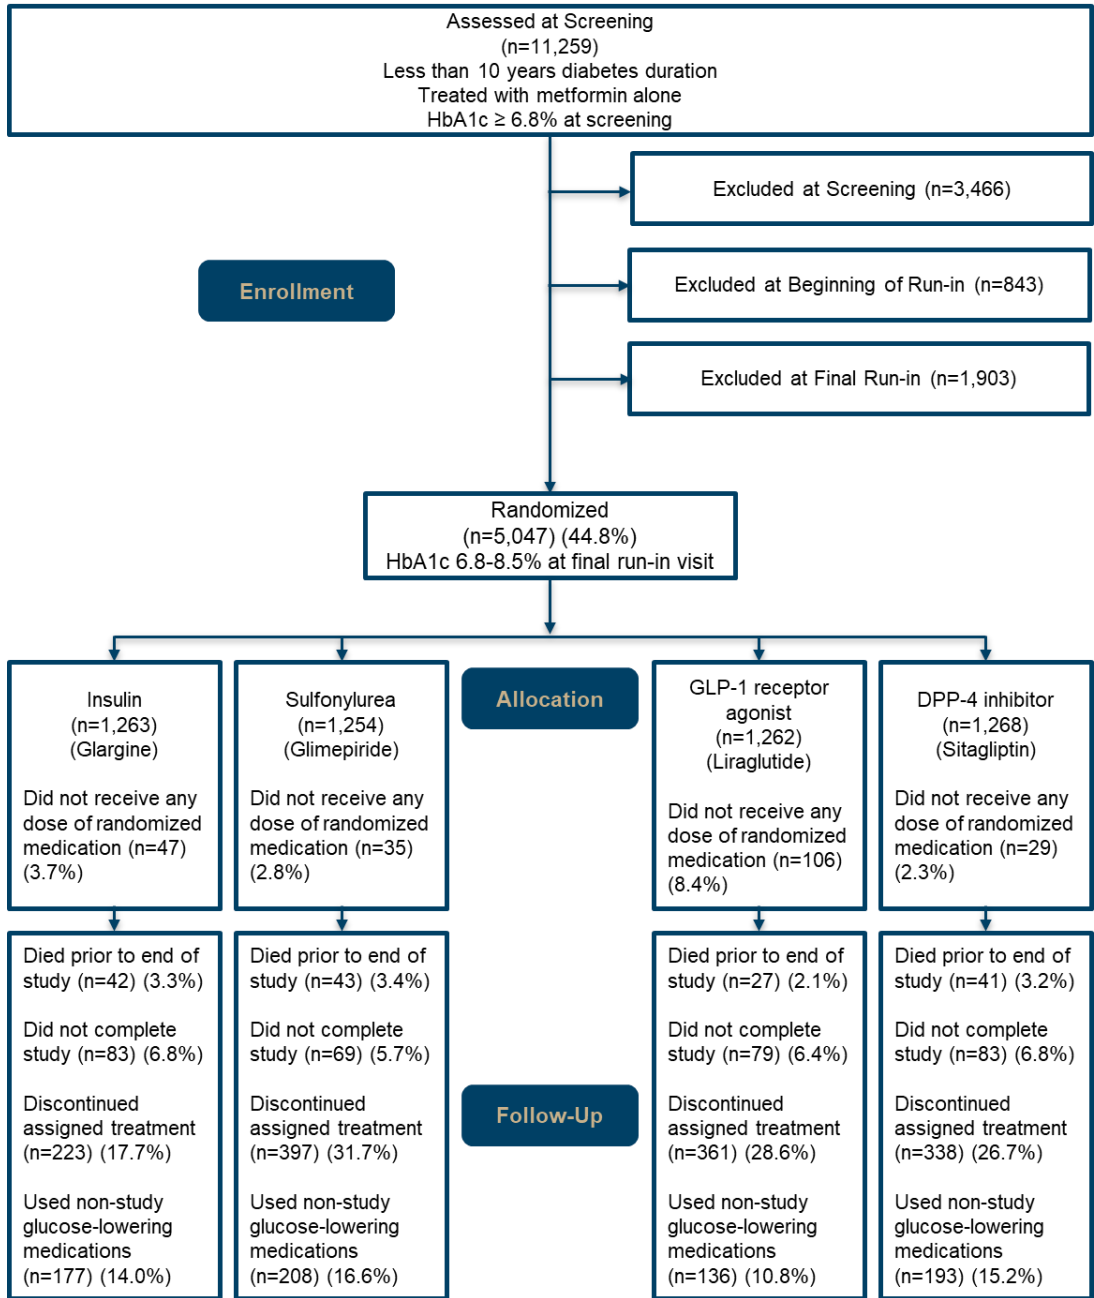 Assessed at Screening
(n=11,259)
Less than 10 years diabetes duration
Treated with metformin alone
HbA1c ≥ 6.8% at screening
Excluded at Screening (n=3,466)
Enrollment
Excluded at Beginning of Run-in (n=843)
Excluded at Final Run-in (n=1,903)
Randomized
(n=5,047) (44.8%)
HbA1c 6.8-8.5% at final run-in visit
Insulin
(n=1,263)
(Glargine)
Did not receive any
dose of randomized
medication (n=47)
(3.7%)
Sulfonylurea
(n=1,254)
(Glimepiride)
Did not receive any
dose of randomized
medication (n=35)
(2.8%)
Allocation
GLP-1 receptor
agonist
(n=1,262)
(Liraglutide)
Did not receive any
dose of randomized
medication (n=106)
(8.4%)
DPP-4 inhibitor
(n=1,268)
(Sitagliptin)
Did not receive any
dose of randomized
medication (n=29)
(2.3%)
Died prior to end of
study (n=42) (3.3%)
Did not complete
study (n=83) (6.8%)
Discontinued
assigned treatment
(n=223) (17.7%)
Used non-study
glucose-lowering
medications
(n=177) (14.0%)
Died prior to end of
study (n=43) (3.4%)
Did not complete
study (n=69) (5.7%)
Discontinued
assigned treatment
(n=397) (31.7%)
Used non-study
glucose-lowering
medications
(n=208) (16.6%)
Follow-Up
Died prior to end of
study (n=27) (2.1%)
Did not complete
study (n=79) (6.4%)
Discontinued
assigned treatment
(n=361) (28.6%)
Used non-study
glucose-lowering
medications
(n=136) (10.8%)
Died prior to end of
study (n=41) (3.2%)
Did not complete
study (n=83) (6.8%)
Discontinued
assigned treatment
(n=338) (26.7%)
Used non-study
glucose-lowering
medications
(n=193) (15.2%)